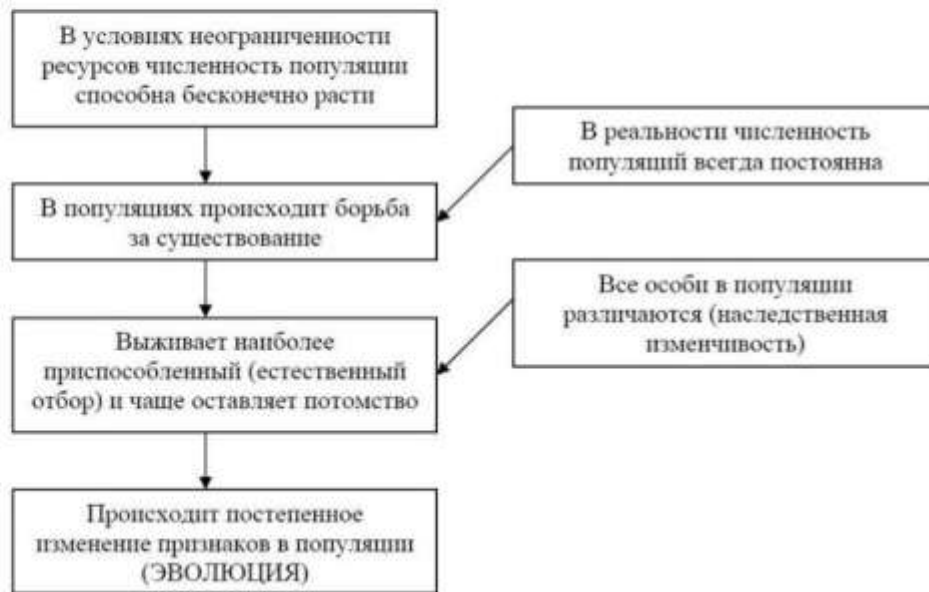 В условиях неограниченности
ресурсов численность популяции
способна бесконечно расти
В реальности численность
популяций всегда постоянна
В популяциях происходит борьба
за существование
Все особи в популяции
различаются (наследственная
изменчивость)
Выживает наиболее
приспособленный (естественный
отбор) и чаше оставляет потомство
Происходит постепенное
изменение признаков в популяции
(ЭВОЛЮЦИЯ)